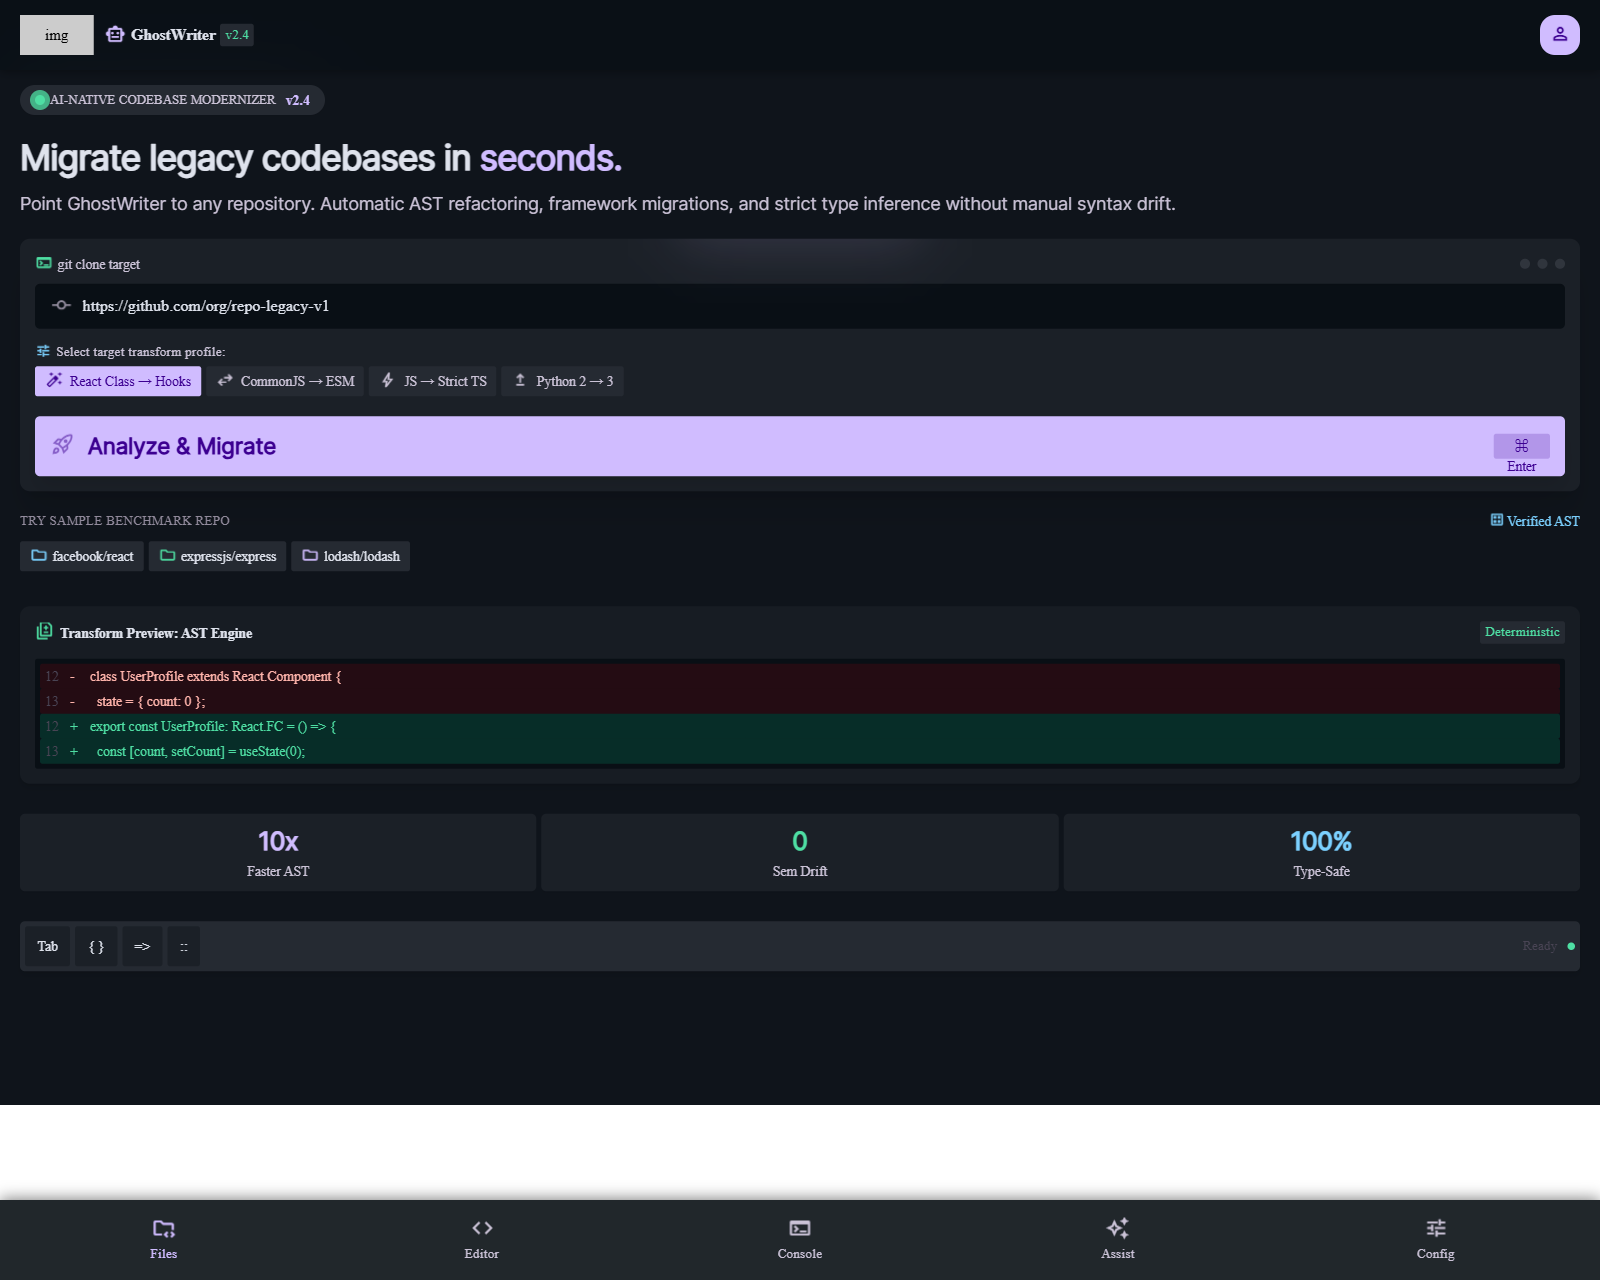 img
GhostWriter v2.4
AI-NATIVE CODEBASE MODERNIZER v2.4
Migrate legacy codebases in seconds.
Point GhostWriter to any repository. Automatic AST refactoring, framework migrations, and strict type inference without manual syntax drift.
git clone target
https://github.com/org/repo-legacy-v1
Select target transform profile:
React Class → Hooks
CommonJS → ESM
JS → Strict TS
Python 2 → 3
Analyze & Migrate
⌘
Enter
TRY SAMPLE BENCHMARK REPO
Verified AST
facebook/react
expressjs/express
lodash/lodash
Transform Preview: AST Engine
Deterministic
12 - class UserProfile extends React.Component {
13 - state = { count: 0 };
12 + export const UserProfile: React.FC = () => {
13 + const [count, setCount] = useState(0);
10x
Faster AST
0
Sem Drift
100%
Type-Safe
Tab
{ }
=>
::
Ready
Files
Editor
Console
Assist
Config